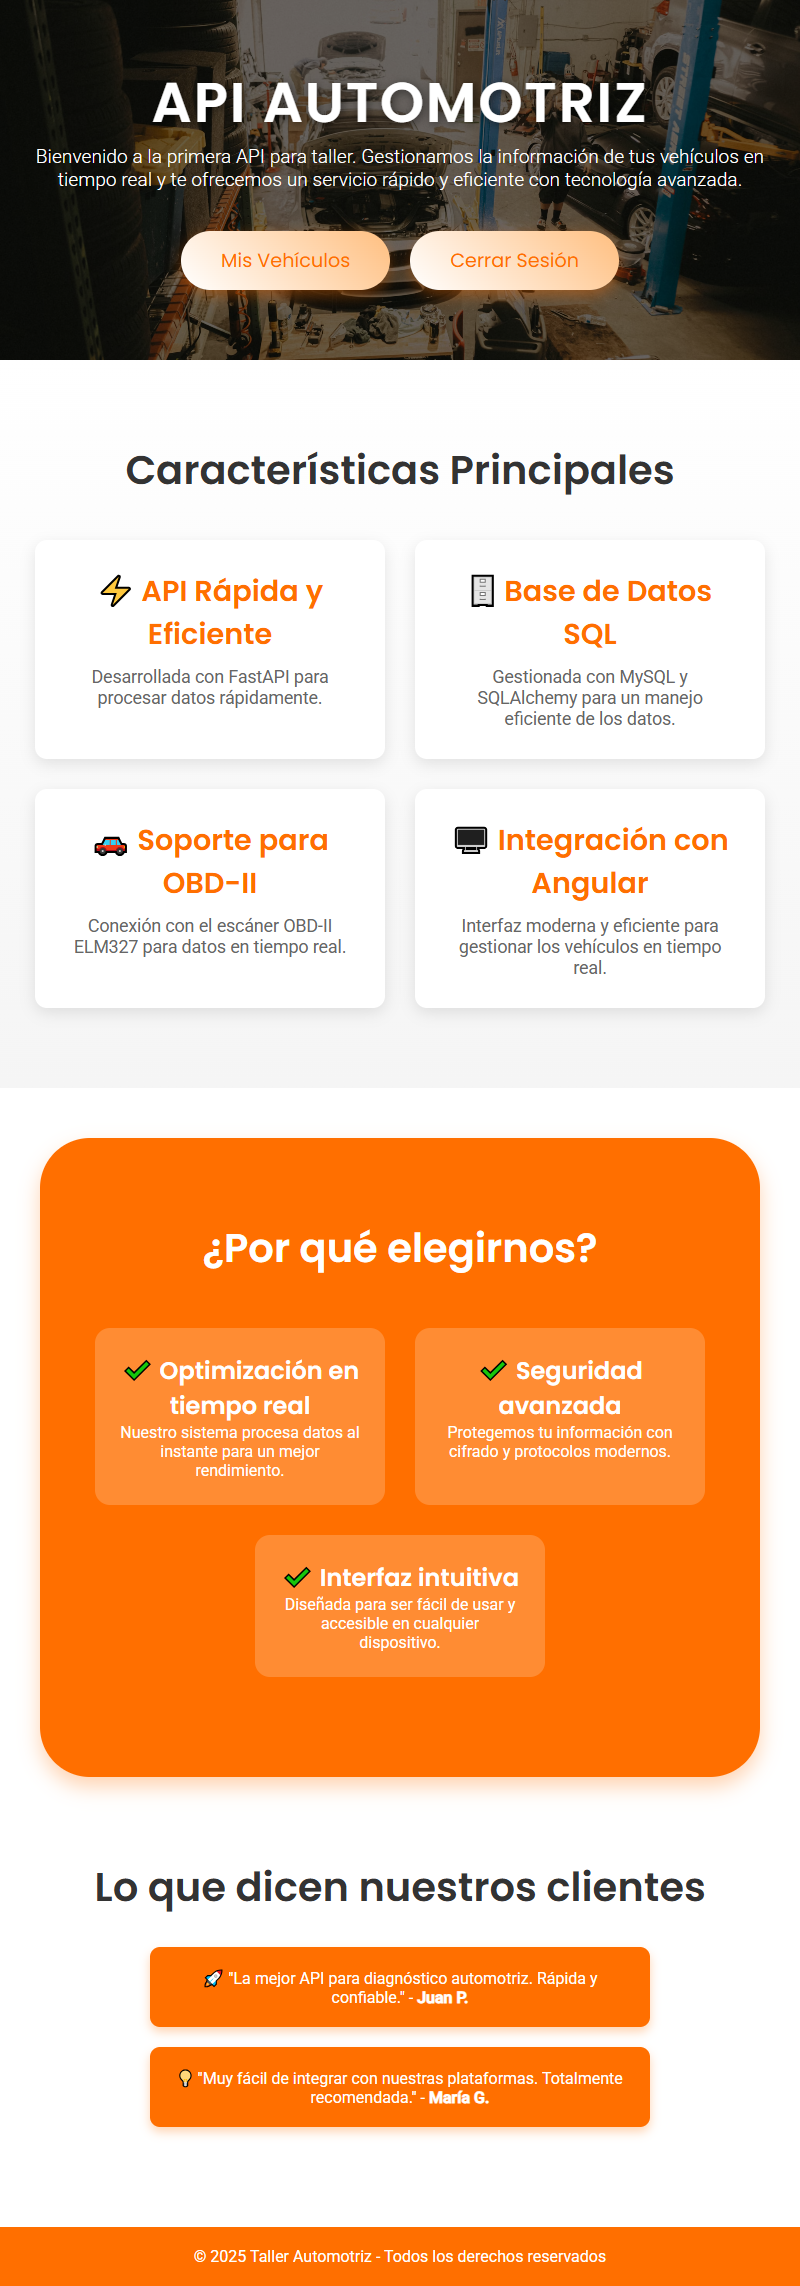 API AUTOMOTRIZ
Bienvenido a la primera API para taller. Gestionamos la información de tus vehículos en
tiempo real y te ofrecemos un servicio rápido y eficiente con tecnología avanzada.
Mis Vehículos
Cerrar Sesión
Características Principales
⚡ API Rápida y
Eficiente
Desarrollada con FastAPI para
procesar datos rápidamente.
🗄️ Base de Datos
SQL
Gestionada con MySQL y
SQLAlchemy para un manejo
eficiente de los datos.
🚗 Soporte para
OBD-II
Conexión con el escáner OBD-II
ELM327 para datos en tiempo real.
🖥️ Integración con
Angular
Interfaz moderna y eficiente para
gestionar los vehículos en tiempo
real.
¿Por qué elegirnos?
✔ Optimización en
tiempo real
Nuestro sistema procesa datos al
instante para un mejor
rendimiento.
✔ Seguridad
avanzada
Protegemos tu información con
cifrado y protocolos modernos.
✔ Interfaz intuitiva
Diseñada para ser fácil de usar y
accesible en cualquier
dispositivo.
Lo que dicen nuestros clientes
🚀 "La mejor API para diagnóstico automotriz. Rápida y
confiable." - Juan P.
💡 "Muy fácil de integrar con nuestras plataformas. Totalmente
recomendada." - María G.
© 2025 Taller Automotriz - Todos los derechos reservados